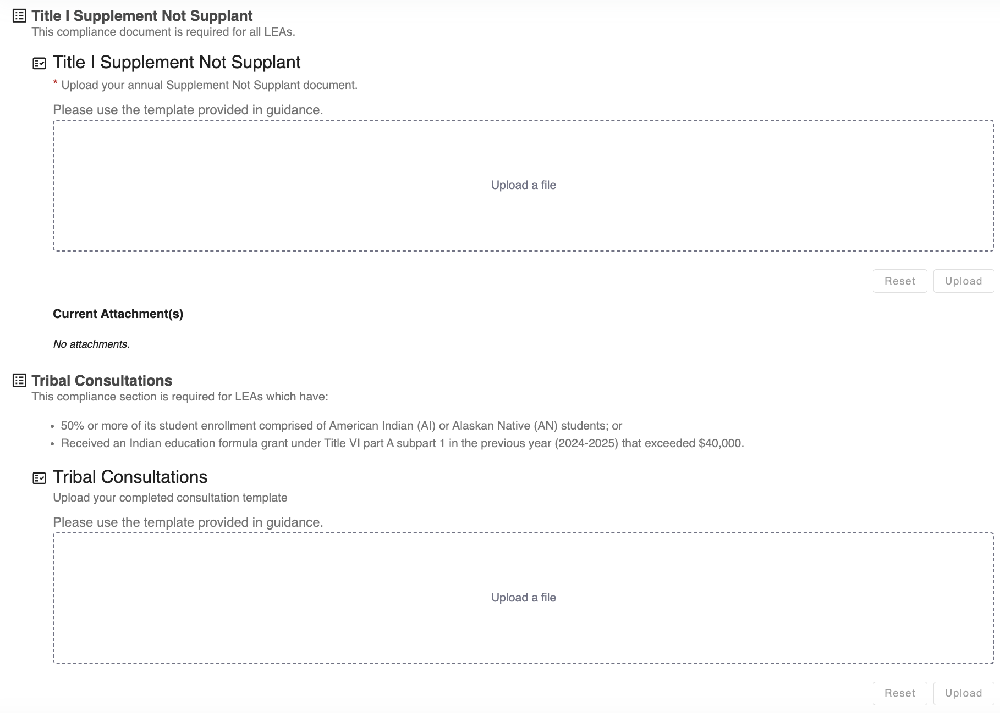 Title I Supplement Not Supplant
This compliance document is required for all LEAs.
Title I Supplement Not Supplant
* Upload your annual Supplement Not Supplant document.
Please use the template provided in guidance.
Upload a file
Reset Upload
Current Attachment(s)
No attachments.
Tribal Consultations
This compliance section is required for LEAs which have:
• 50% or more of its student enrollment comprised of American Indian (AI) or Alaskan Native (AN) students; or
• Received an Indian education formula grant under Title VI part A subpart 1 in the previous year (2024-2025) that exceeded $40,000.
Tribal Consultations
Upload your completed consultation template
Please use the template provided in guidance.
Upload a file
Reset Upload